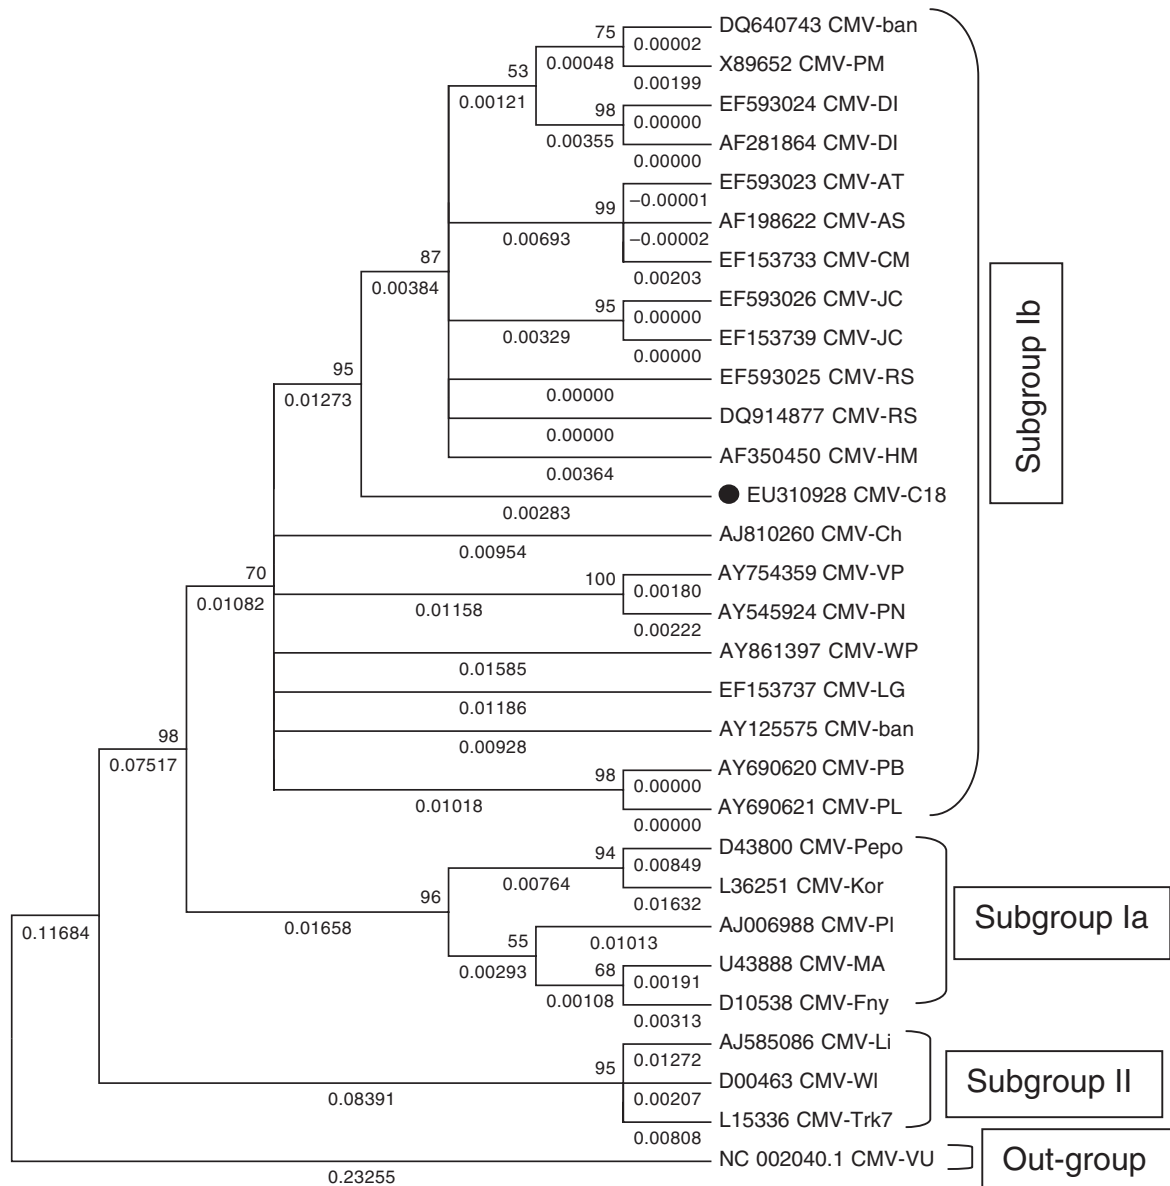 DQ640743 CMV-ban
75
0.00002
0.00048
X89652 CMV-PM
53
0.00199
0.00121
EF593024 CMV-DI
98
0.00000
0.00355
AF281864 CMV-DI
0.00000
EF593023 CMV-AT
–0.00001
99
AF198622 CMV-AS
0.00693
–0.00002
87
EF153733 CMV-CM
0.00384
0.00203
EF593026 CMV-JC
95
0.00000
0.00329
EF153739 CMV-JC
0.00000
95
EF593025 CMV-RS
0.01273
0.00000
DQ914877 CMV-RS
0.00000
AF350450 CMV-HM
0.00364
EU310928 CMV-C18
0.00283
AJ810260 CMV-Ch
0.00954
70
AY754359 CMV-VP
100
0.00180
0.01082
0.01158
AY545924 CMV-PN
0.00222
AY861397 CMV-WP
0.01585
EF153737 CMV-LG
0.01186
AY125575 CMV-ban
98
0.00928
0.07517
AY690620 CMV-PB
98
0.00000
0.01018
AY690621 CMV-PL
0.00000
Subgroup Ib
D43800 CMV-Pepo
94
0.00849
0.00764
L36251 CMV-Kor
96
0.01632
0.01658
AJ006988 CMV-Pl
55
0.01013
0.00293
U43888 CMV-MA
68
0.00191
0.00108
D10538 CMV-Fny
0.00313
Subgroup Ia
0.11684
AJ585086 CMV-Li
95
0.01272
D00463 CMV-Wl
0.08391
0.00207
L15336 CMV-Trk7
0.00808
Subgroup II
NC 002040.1 CMV-VU
0.23255
Out-group